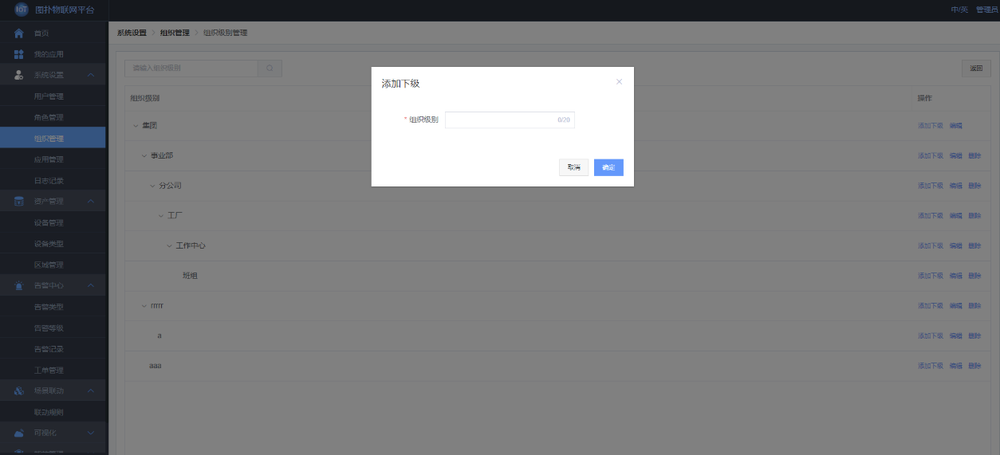 IoT 图扑物联网平台 中/英 管理员
首页
我的应用
系统设置
用户管理
角色管理
组织管理
应用管理
日志记录
资产管理
设备管理
设备类型
区域管理
告警中心
告警类型
告警等级
告警记录
工单管理
场景联动
联动规则
可视化
系统设置 > 组织管理 > 组织级别管理
请输入组织级别 返回
组织级别 操作
集团 添加下级 编辑
事业部 添加下级 编辑 删除
分公司 添加下级 编辑 删除
工厂 添加下级 编辑 删除
工作中心 添加下级 编辑 删除
班组 添加下级 编辑 删除
rrrrr 添加下级 编辑 删除
a 添加下级 编辑 删除
aaa 添加下级 编辑 删除
添加下级
* 组织级别 0/20
取消 确定